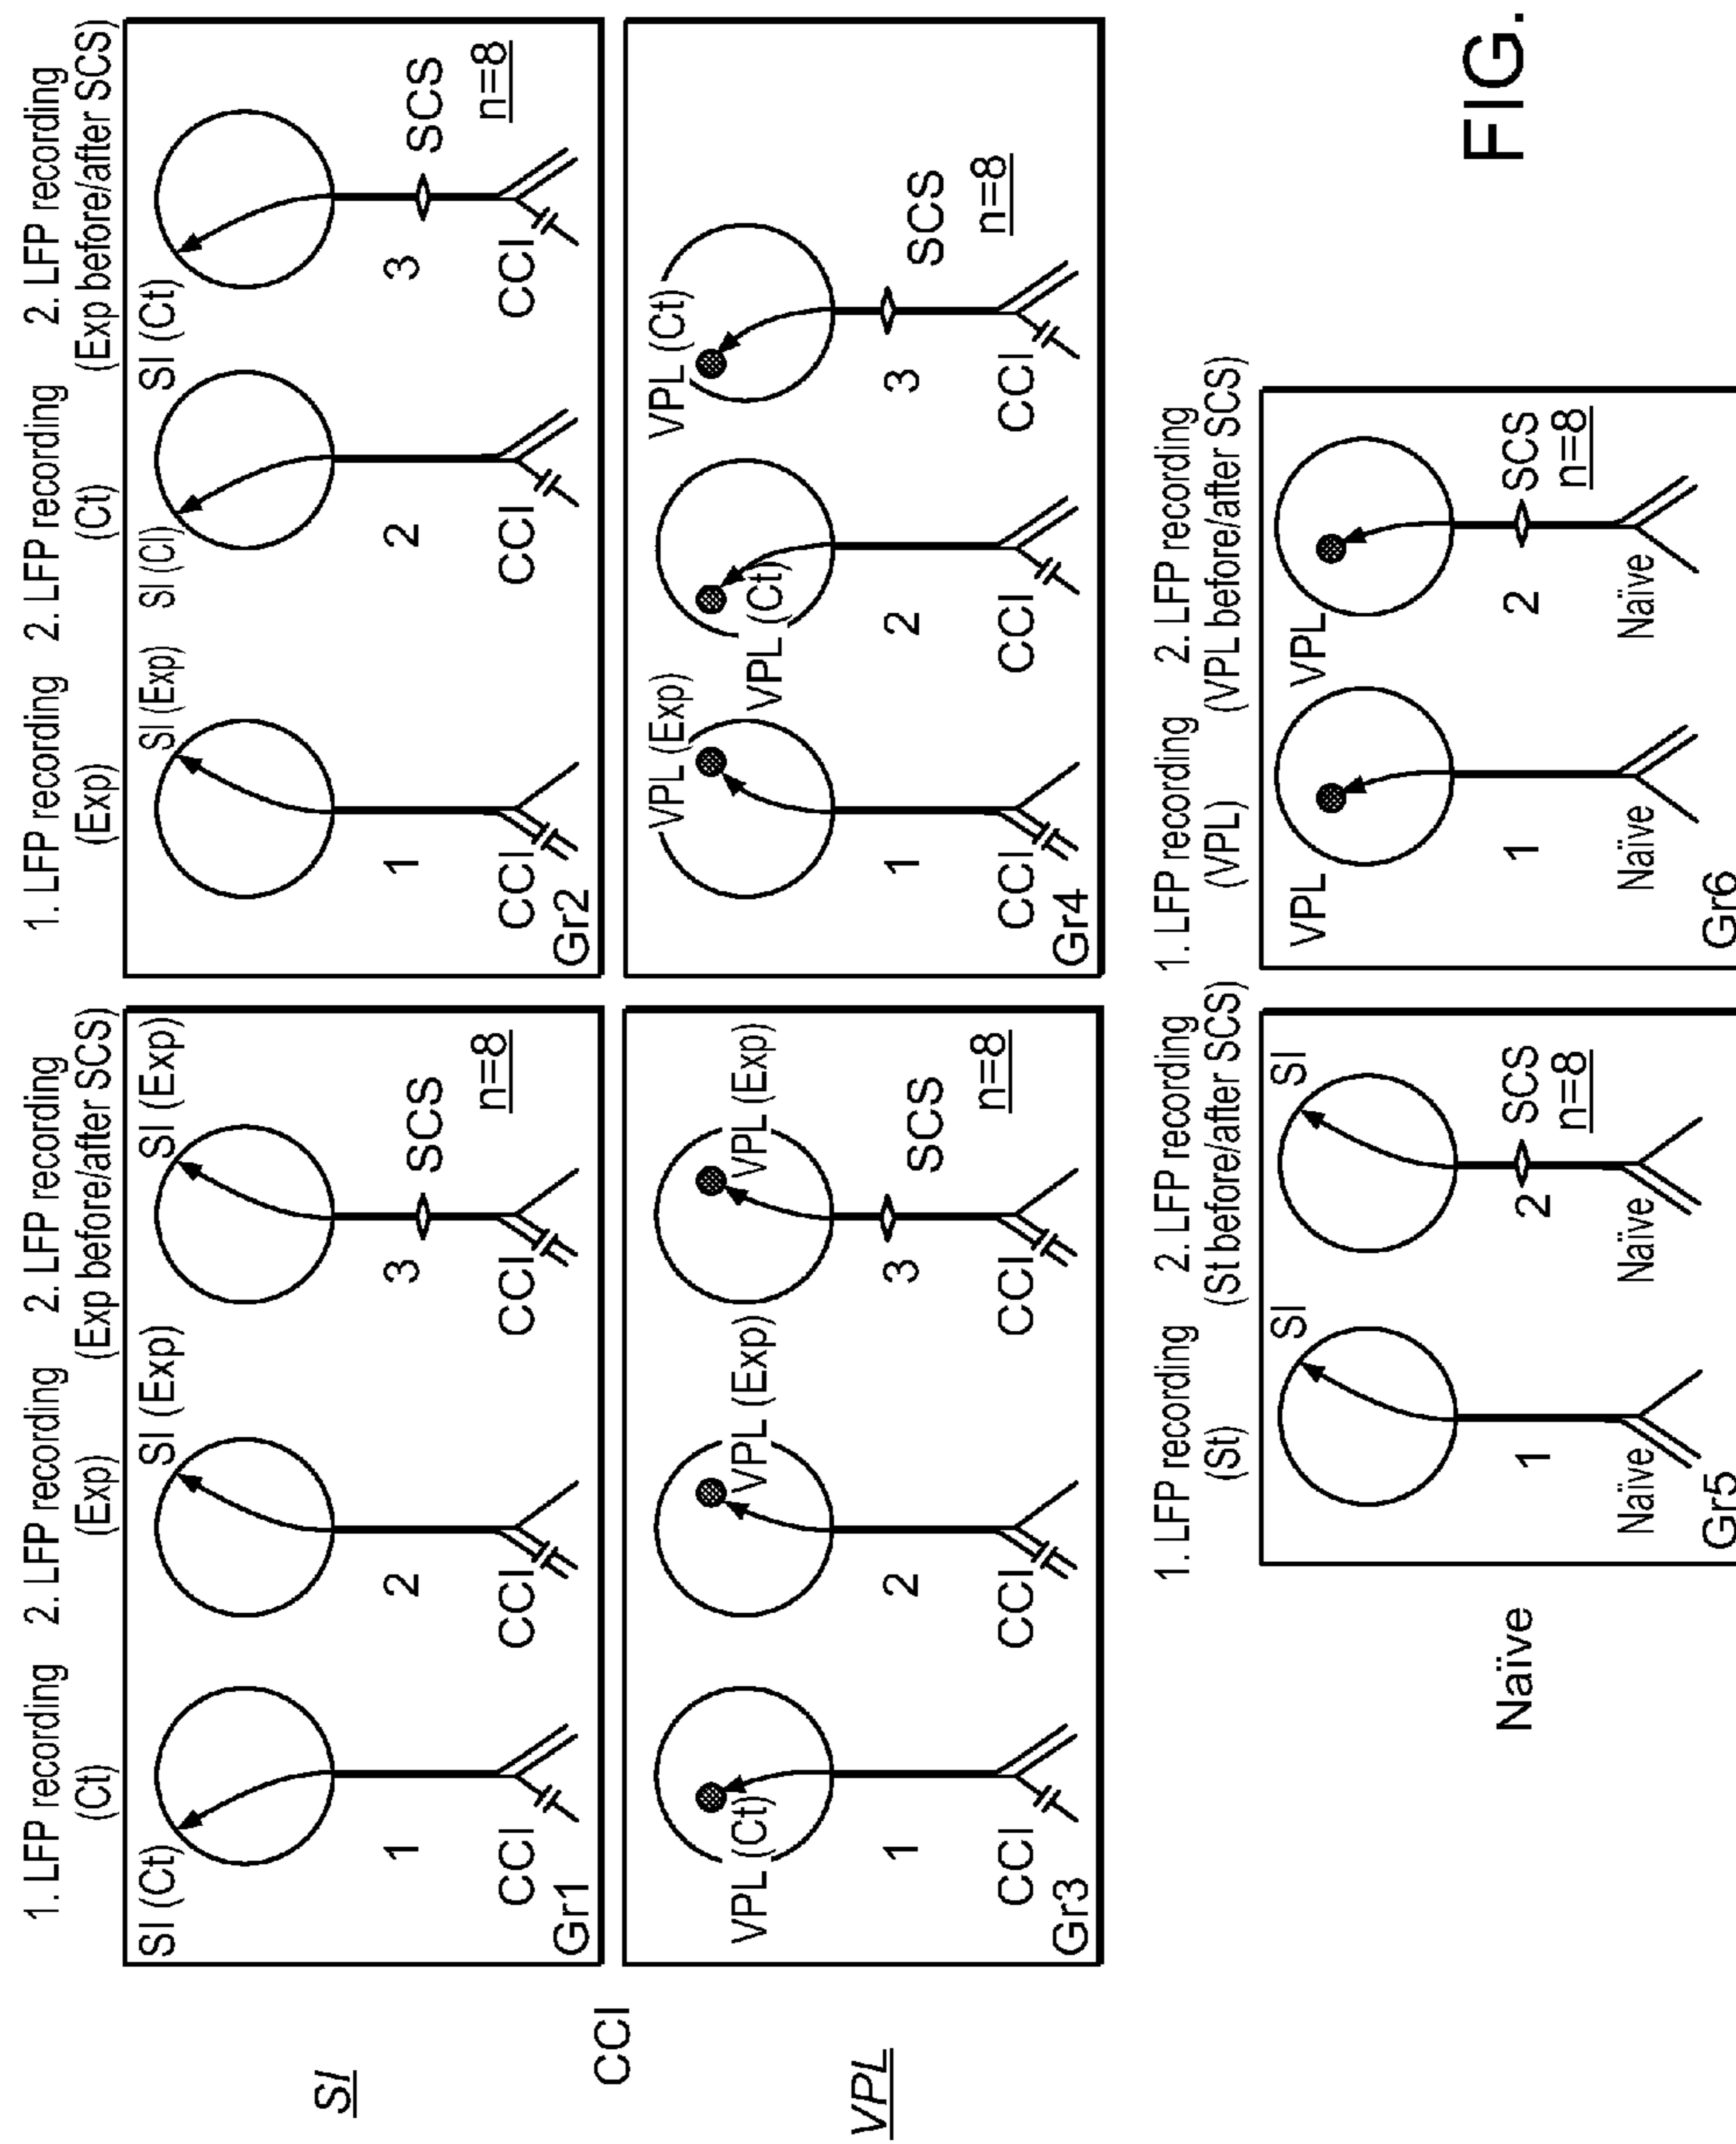 1. LFP recording 2. LFP recording 2. LFP recording
(Ct) (Exp) (Exp before/after SCS)
SI (Ct) SI (Exp) SI (Exp)
1 2 3 SCS
CCI CCI CCI n=8
Gr1
1. LFP recording 2. LFP recording 2. LFP recording
(Exp) (Ct) (Exp before/after SCS)
SI (Exp) SI (Cl) SI (Ct)
1 2 3 SCS
CCI CCI CCI n=8
Gr2
SI
CCI
VPL
VPL (Ct) VPL (Exp) VPL (Exp)
1 2 3 SCS
CCI CCI CCI n=8
Gr3
VPL (Exp) VPL (Ct) VPL (Ct)
1 2 3 SCS
CCI CCI CCI n=8
Gr4
Naïve
1. LFP recording 2. LFP recording
(St) (St before/after SCS)
SI SI
1 2 SCS
Naïve Naïve n=8
Gr5
1. LFP recording 2. LFP recording
(VPL) (VPL before/after SCS)
VPL VPL
1 2 SCS
Naïve Naïve n=8
Gr6
FIG.